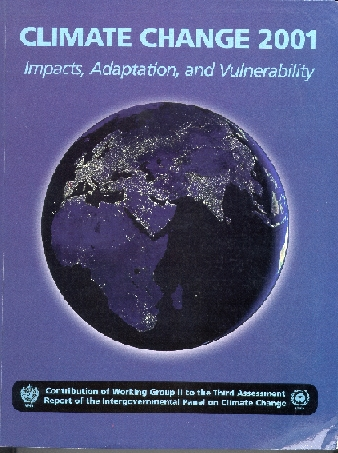 CLIMATE CHANGE 2001
Impacts, Adaptation, and Vulnerability
Contribution of Working Group II to the Third Assessment
Report of the Intergovernmental Panel on Climate Change